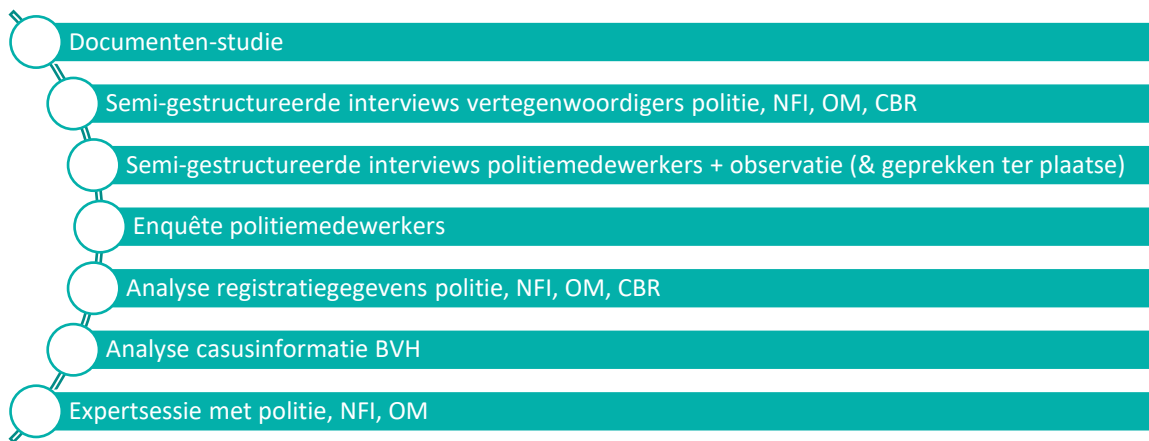 Documenten-studie
Semi-gestructureerde interviews vertegenwoordigers politie, NFI, OM, CBR
Semi-gestructureerde interviews politiemedewerkers + observatie (& geprekken ter plaatse)
Enquête politiemedewerkers
Analyse registratiegegevens politie, NFI, OM, CBR
Analyse casusinformatie BVH
Expertsessie met politie, NFI, OM